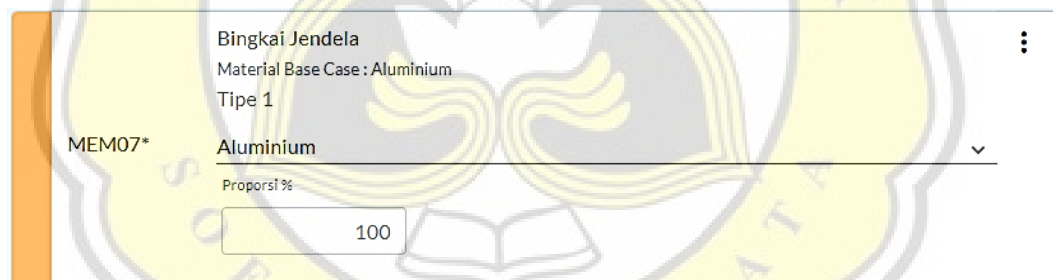 Bingkai Jendela
Material Base Case : Aluminium
Tipe 1
MEM07* Aluminium
Proporsi %
100